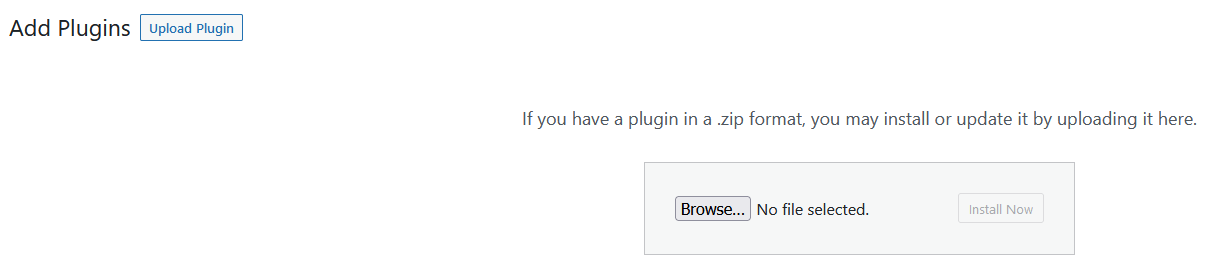 Add Plugins Upload Plugin
If you have a plugin in a .zip format, you may install or update it by uploading it here.
Browse... No file selected. Install Now